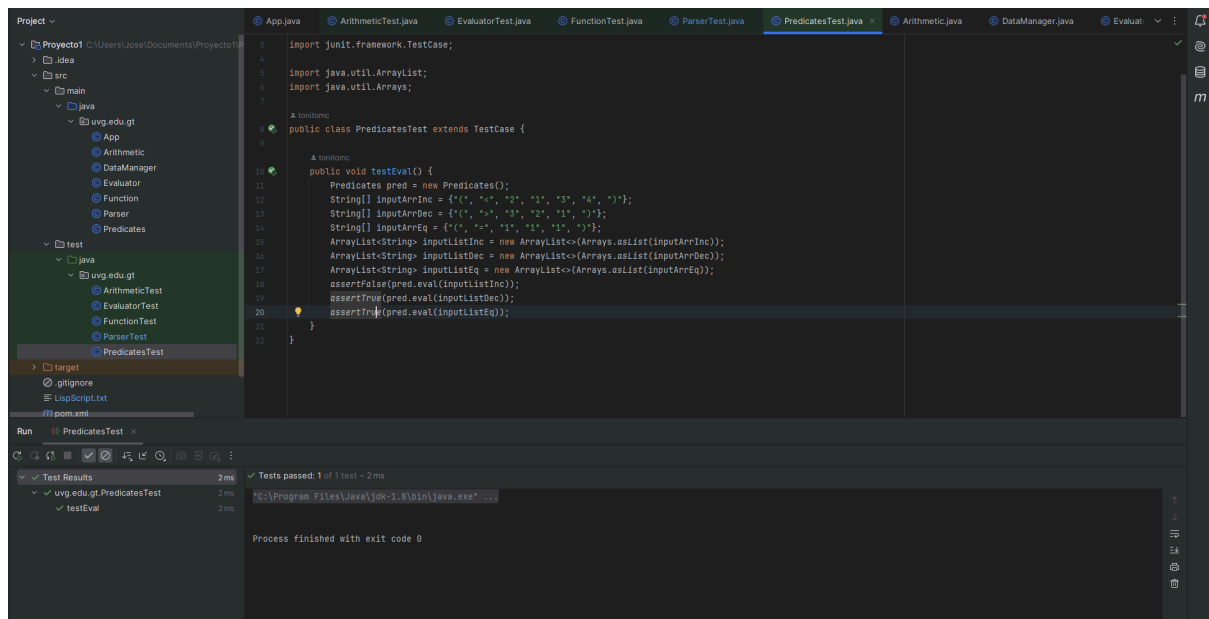 Project
App.java ArithmeticTest.java EvaluatorTest.java FunctionTest.java ParserTest.java PredicatesTest.java Arithmetic.java DataManager.java Evaluat
Proyecto1 C:\Users\Jose\Documents\Proyecto1\P
.idea
src
main
java
uvg.edu.gt
App
Arithmetic
DataManager
Evaluator
Function
Parser
Predicates
test
java
uvg.edu.gt
ArithmeticTest
EvaluatorTest
FunctionTest
ParserTest
PredicatesTest
target
.gitignore
LispScript.txt
pom.xml
3 import junit.framework.TestCase;
4
5 import java.util.ArrayList;
6 import java.util.Arrays;
7
tonitomc
8 public class PredicatesTest extends TestCase {
9
tonitomc
10 public void testEval() {
11 Predicates pred = new Predicates();
12 String[] inputArrInc = {"(", "<", "2", "1", "3", "4", ")"};
13 String[] inputArrDec = {"(", ">", "3", "2", "1", ")"};
14 String[] inputArrEq = {"(", "=", "1", "1", "1", ")"};
15 ArrayList<String> inputListInc = new ArrayList<>(Arrays.asList(inputArrInc));
16 ArrayList<String> inputListDec = new ArrayList<>(Arrays.asList(inputArrDec));
17 ArrayList<String> inputListEq = new ArrayList<>(Arrays.asList(inputArrEq));
18 assertFalse(pred.eval(inputListInc));
19 assertTrue(pred.eval(inputListDec));
20 assertTrue(pred.eval(inputListEq));
21 }
22 }
Run PredicatesTest
Test Results 2 ms
uvg.edu.gt.PredicatesTest 2 ms
testEval 2 ms
Tests passed: 1 of 1 test – 2 ms
"C:\Program Files\Java\jdk-1.8\bin\java.exe" ...
Process finished with exit code 0